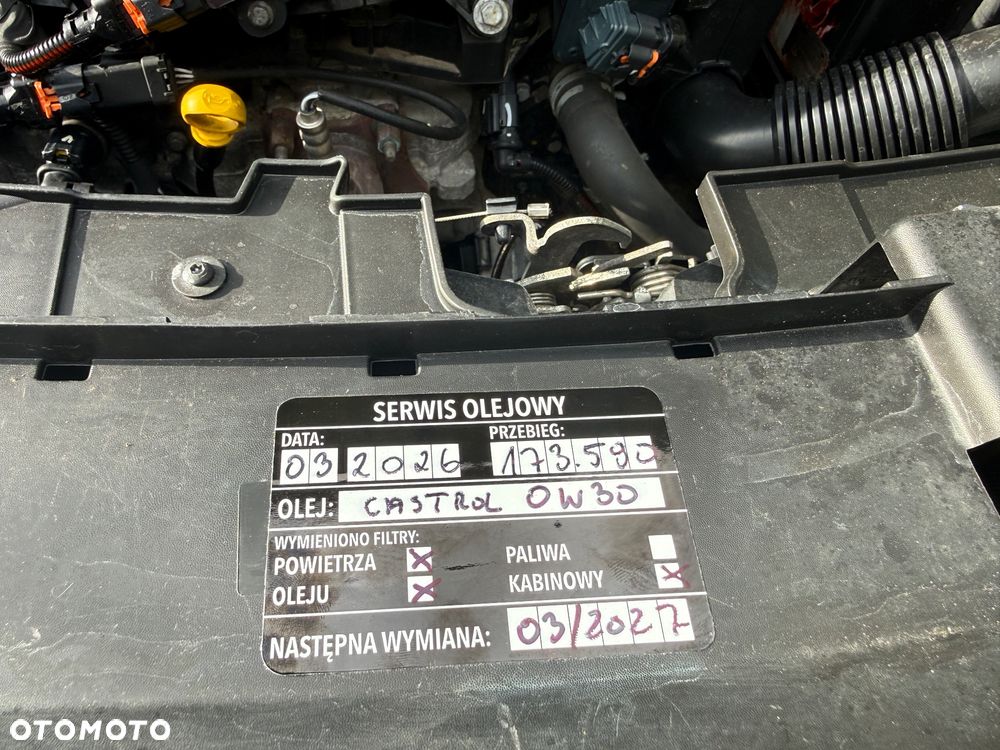 SERWIS OLEJOWY
DATA: PRZEBIEG:
03 2026 173.590
OLEJ: CASTROL 0W30
WYMIENIONO FILTRY:
POWIETRZA X PALIWA
OLEJU X KABINOWY X
NASTĘPNA WYMIANA: 03/2027
OTOMOTO